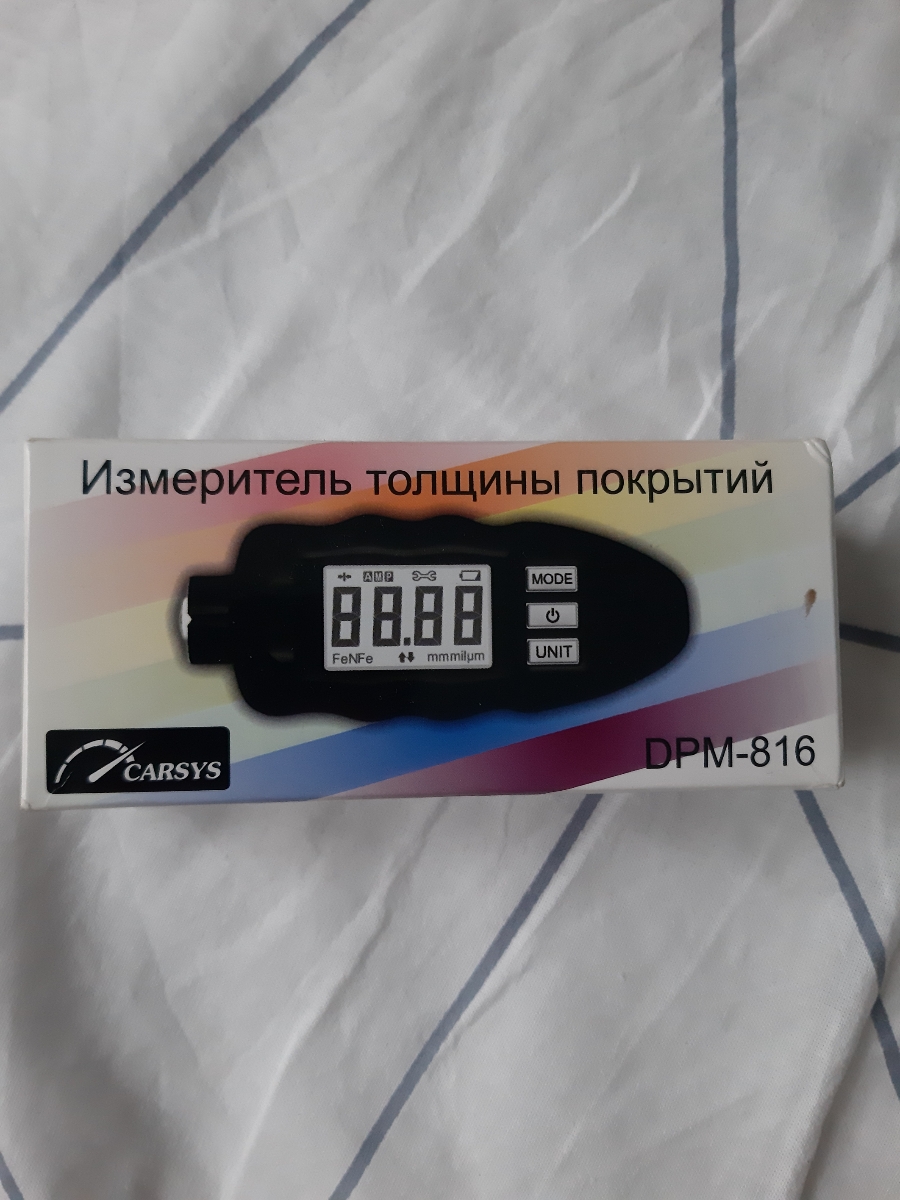 Измеритель толщины покрытий
AMP
88.88
FeNFe mmmilµm
MODE
UNIT
CARSYS
DPM-816